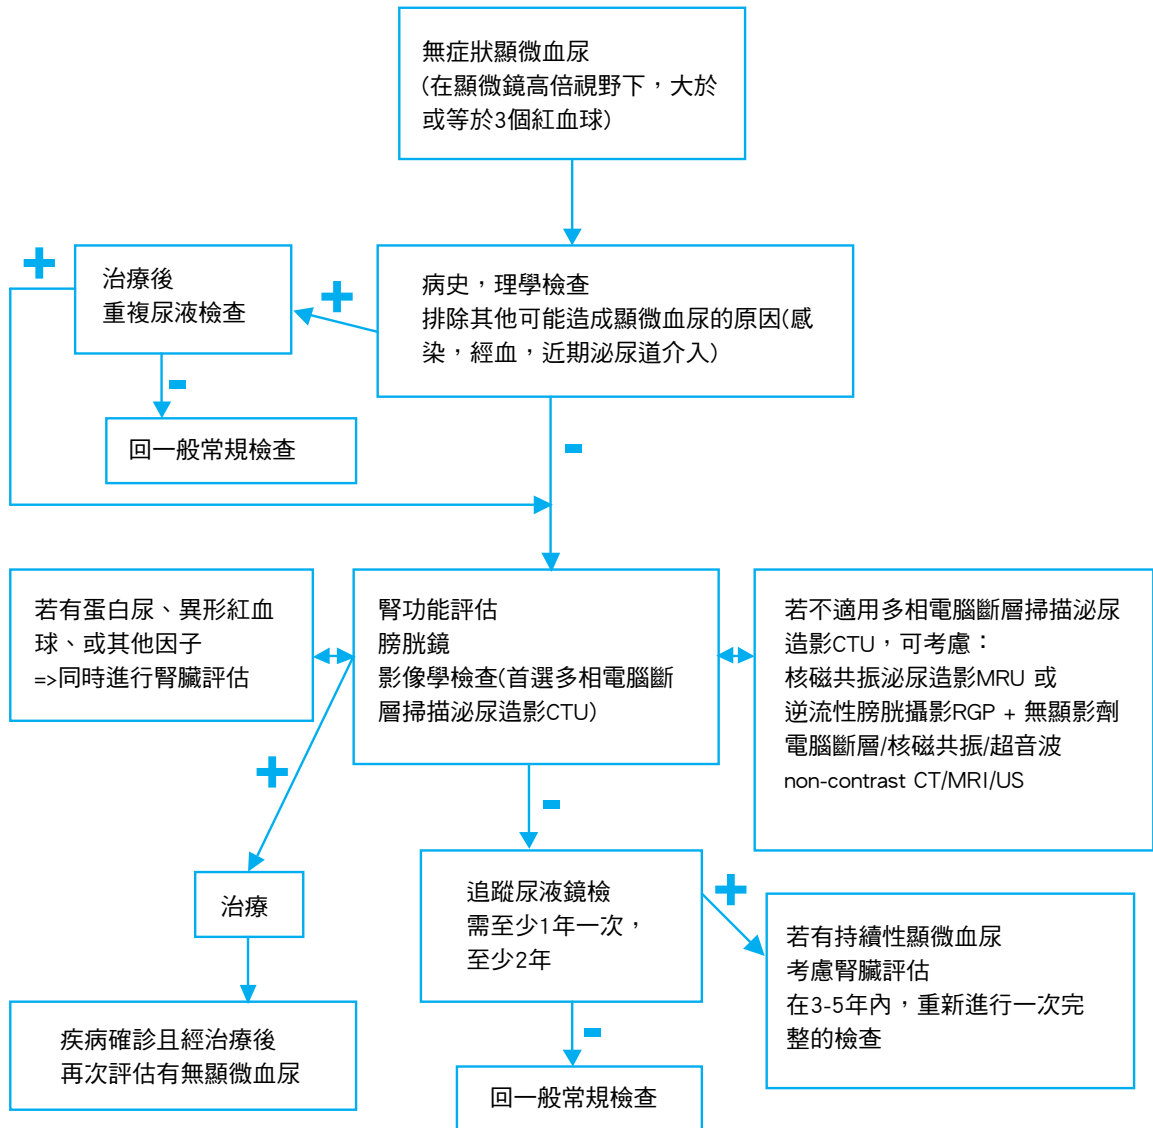 無症狀顯微血尿
(在顯微鏡高倍視野下，大於
或等於3個紅血球)
+
治療後
重複尿液檢查
+
病史，理學檢查
排除其他可能造成顯微血尿的原因(感
染，經血，近期泌尿道介入)
-
回一般常規檢查
-
若有蛋白尿、異形紅血
球、或其他因子
=>同時進行腎臟評估
腎功能評估
膀胱鏡
影像學檢查(首選多相電腦斷
層掃描泌尿造影CTU)
若不適用多相電腦斷層掃描泌尿
造影CTU，可考慮：
核磁共振泌尿造影MRU 或
逆流性膀胱攝影RGP + 無顯影劑
電腦斷層/核磁共振/超音波
non-contrast CT/MRI/US
+
-
治療
追蹤尿液鏡檢
需至少1年一次，
至少2年
+
若有持續性顯微血尿
考慮腎臟評估
在3-5年內，重新進行一次完
整的檢查
疾病確診且經治療後
再次評估有無顯微血尿
-
回一般常規檢查